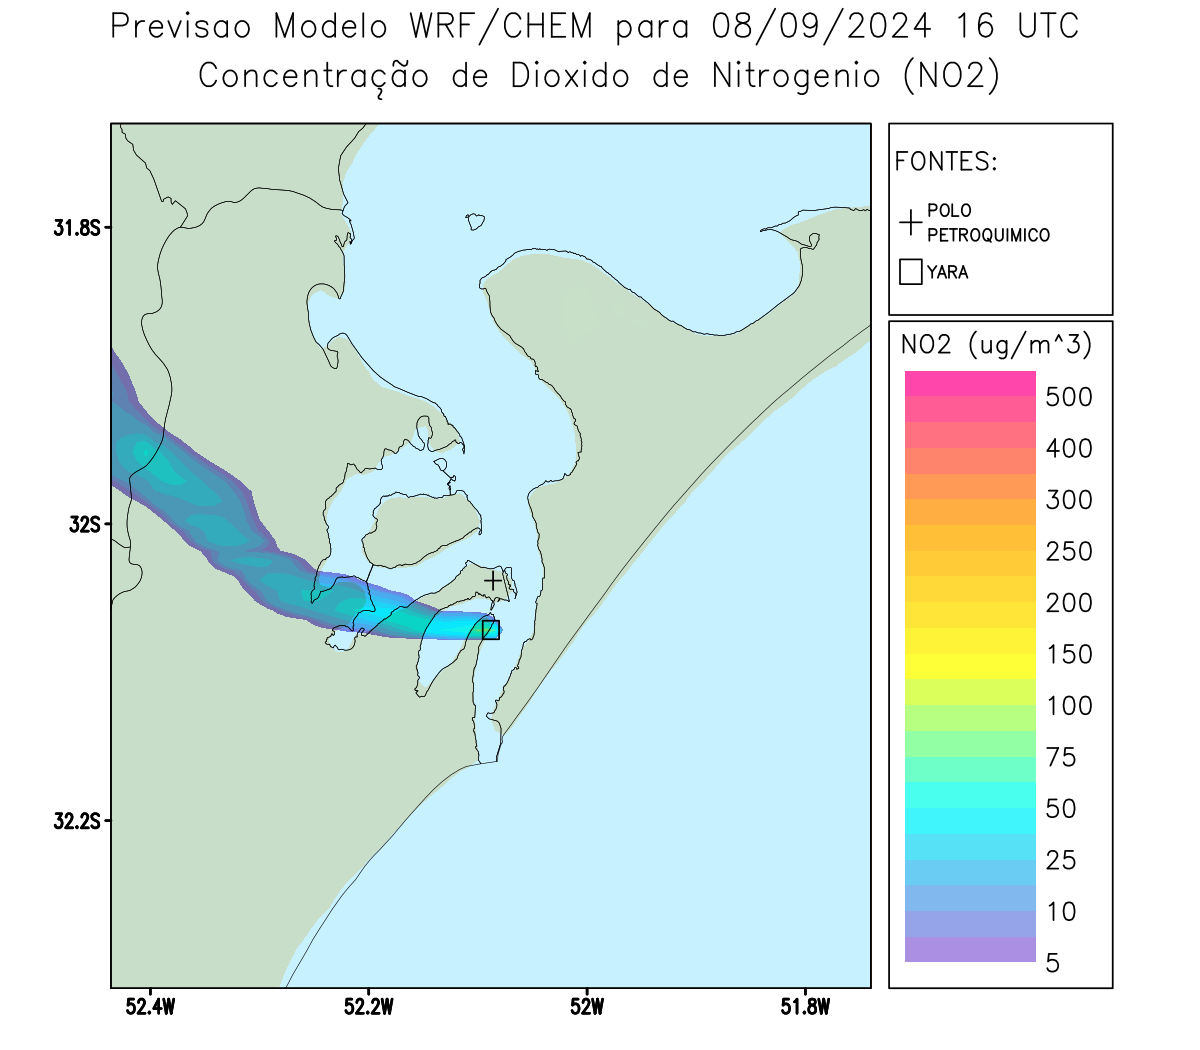 Previsao Modelo WRF/CHEM para 08/09/2024 16 UTC
Concentração de Dioxido de Nitrogenio (NO2)
FONTES:
POLO
PETROQUIMICO
YARA
NO2 (ug/m^3)
500
400
300
250
200
150
100
75
50
25
10
5
31.8S
32S
32.2S
52.4W
52.2W
52W
51.8W